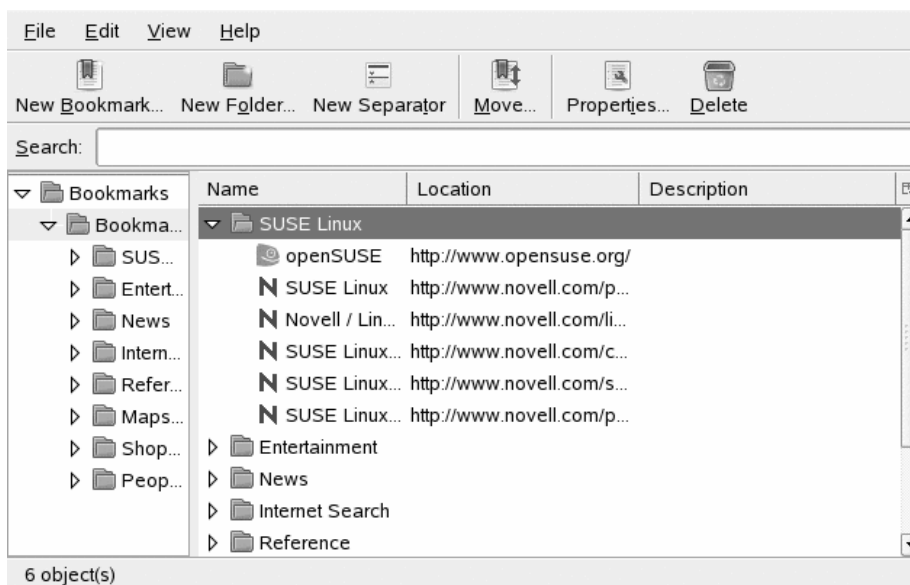 File Edit View Help
New Bookmark... New Folder... New Separator Move... Properties... Delete
Search:
Bookmarks
Bookma...
SUS...
Entert...
News
Intern...
Refer...
Maps...
Shop...
Peop...
Name Location Description
SUSE Linux
openSUSE http://www.opensuse.org/
SUSE Linux http://www.novell.com/p...
Novell / Lin... http://www.novell.com/li...
SUSE Linux... http://www.novell.com/c...
SUSE Linux... http://www.novell.com/s...
SUSE Linux... http://www.novell.com/p...
Entertainment
News
Internet Search
Reference
6 object(s)